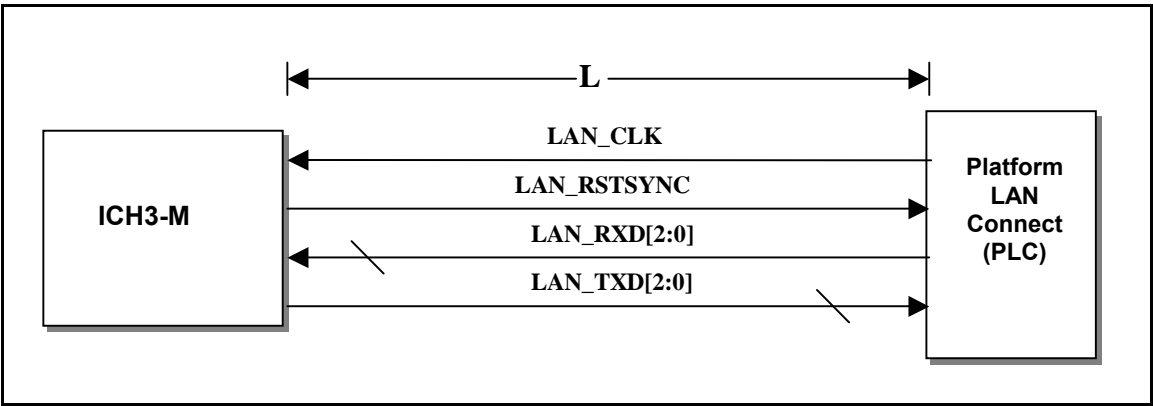 L
LAN_CLK
LAN_RSTSYNC
ICH3-M
LAN_RXD[2:0]
LAN_TXD[2:0]
Platform
LAN
Connect
(PLC)